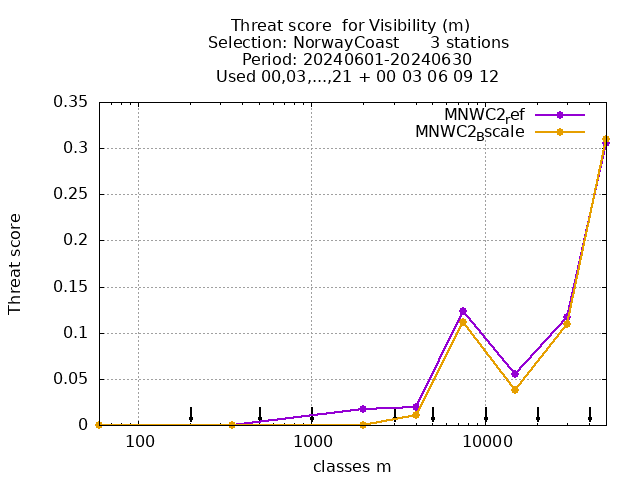 Threat score  for Visibility (m)
Selection: NorwayCoast      3 stations
Period: 20240601-20240630
Used 00,03,...,21 + 00 03 06 09 12
MNWC2ref
MNWC2Bscale
0.35
0.3
0.25
0.2
0.15
0.1
0.05
0
Threat score
100 1000 10000
classes m